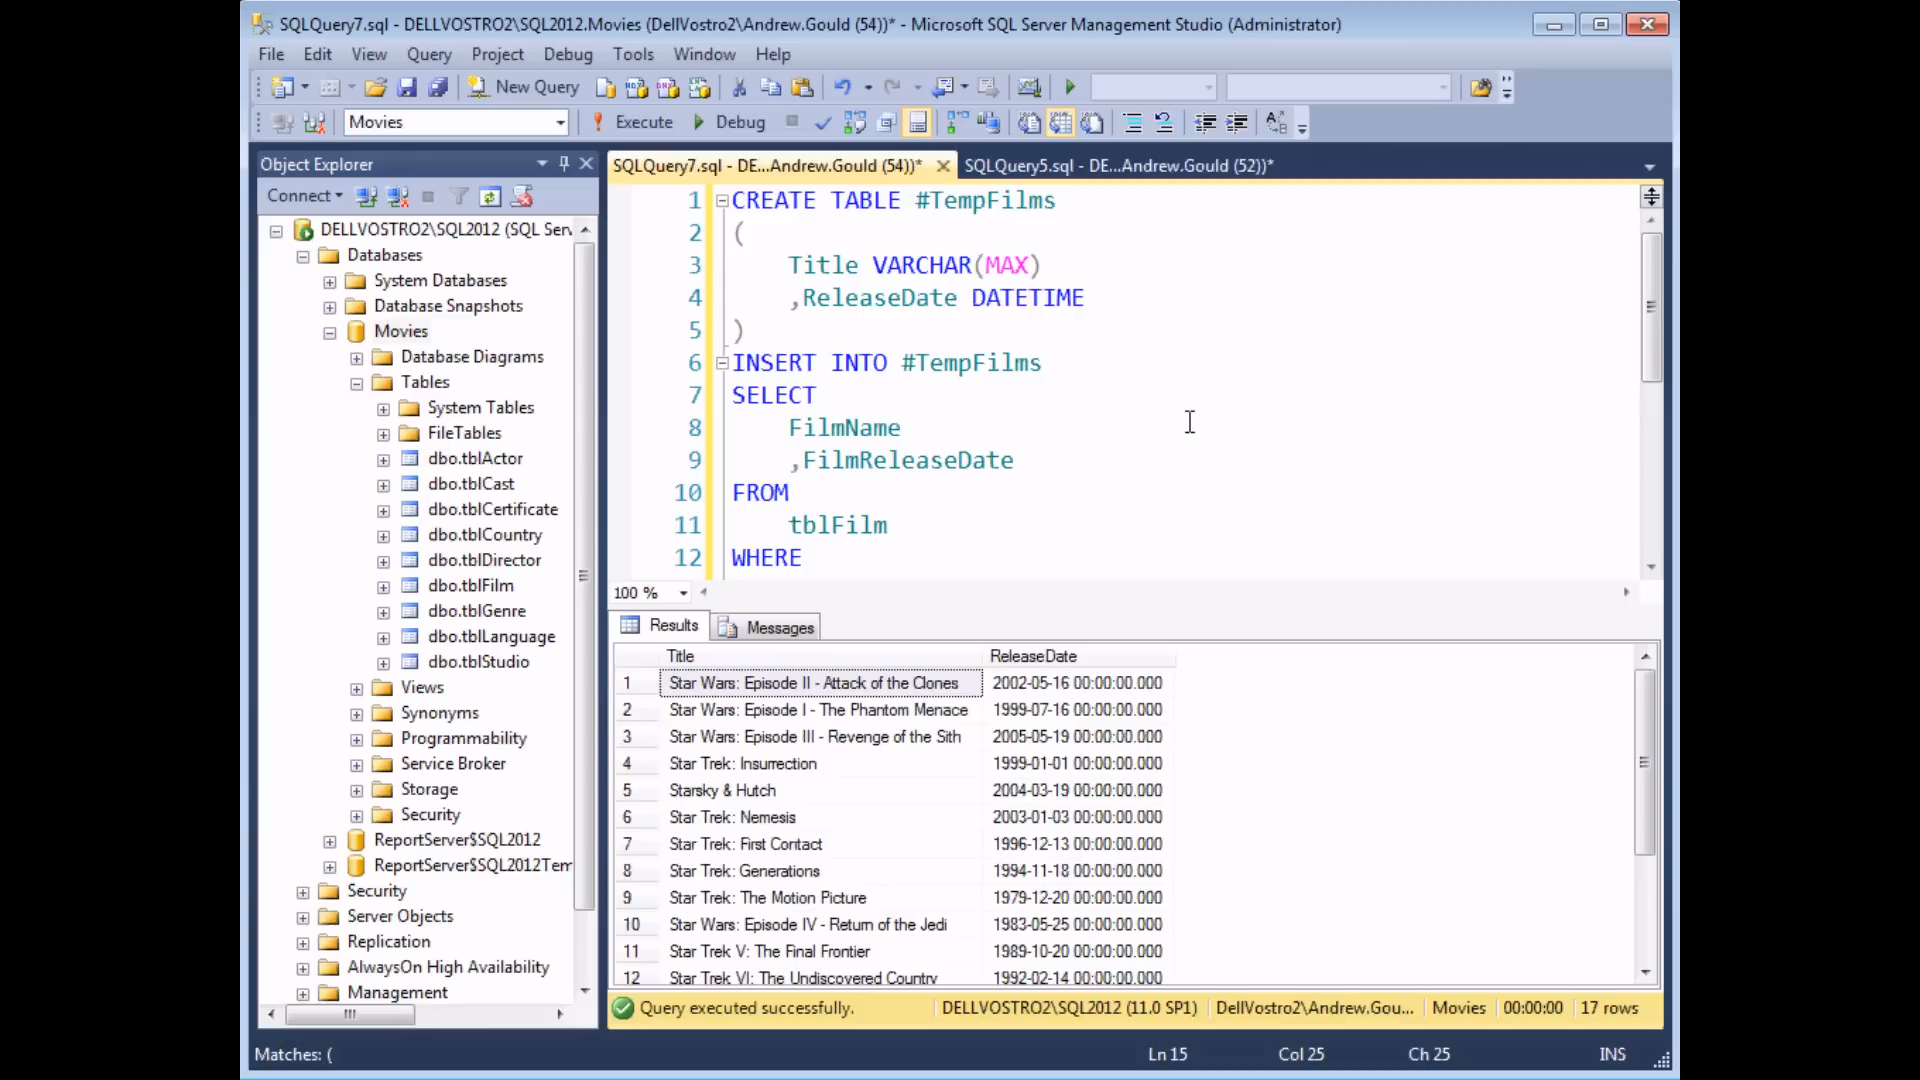 SQLQuery7.sql - DELLVOSTRO2\SQL2012.Movies (DellVostro2\Andrew.Gould (54))* - Microsoft SQL Server Management Studio (Administrator)
File Edit View Query Project Debug Tools Window Help
New Query
Movies Execute Debug
Object Explorer
Connect
DELLVOSTRO2\SQL2012 (SQL Serv
Databases
System Databases
Database Snapshots
Movies
Database Diagrams
Tables
System Tables
FileTables
dbo.tblActor
dbo.tblCast
dbo.tblCertificate
dbo.tblCountry
dbo.tblDirector
dbo.tblFilm
dbo.tblGenre
dbo.tblLanguage
dbo.tblStudio
Views
Synonyms
Programmability
Service Broker
Storage
Security
ReportServer$SQL2012
ReportServer$SQL2012Tem
Security
Server Objects
Replication
AlwaysOn High Availability
Management
SQLQuery7.sql - DE...Andrew.Gould (54))* SQLQuery5.sql - DE...Andrew.Gould (52))*
1 CREATE TABLE #TempFilms
2 (
3 Title VARCHAR(MAX)
4 ,ReleaseDate DATETIME
5 )
6 INSERT INTO #TempFilms
7 SELECT
8 FilmName
9 ,FilmReleaseDate
10 FROM
11 tblFilm
12 WHERE
100 %
Results Messages
Title ReleaseDate
1 Star Wars: Episode II - Attack of the Clones 2002-05-16 00:00:00.000
2 Star Wars: Episode I - The Phantom Menace 1999-07-16 00:00:00.000
3 Star Wars: Episode III - Revenge of the Sith 2005-05-19 00:00:00.000
4 Star Trek: Insurrection 1999-01-01 00:00:00.000
5 Starsky & Hutch 2004-03-19 00:00:00.000
6 Star Trek: Nemesis 2003-01-03 00:00:00.000
7 Star Trek: First Contact 1996-12-13 00:00:00.000
8 Star Trek: Generations 1994-11-18 00:00:00.000
9 Star Trek: The Motion Picture 1979-12-20 00:00:00.000
10 Star Wars: Episode IV - Return of the Jedi 1983-05-25 00:00:00.000
11 Star Trek V: The Final Frontier 1989-10-20 00:00:00.000
12 Star Trek VI: The Undiscovered Country 1992-02-14 00:00:00.000
Query executed successfully. DELLVOSTRO2\SQL2012 (11.0 SP1) DellVostro2\Andrew.Gou... Movies 00:00:00 17 rows
Matches: ( Ln 15 Col 25 Ch 25 INS